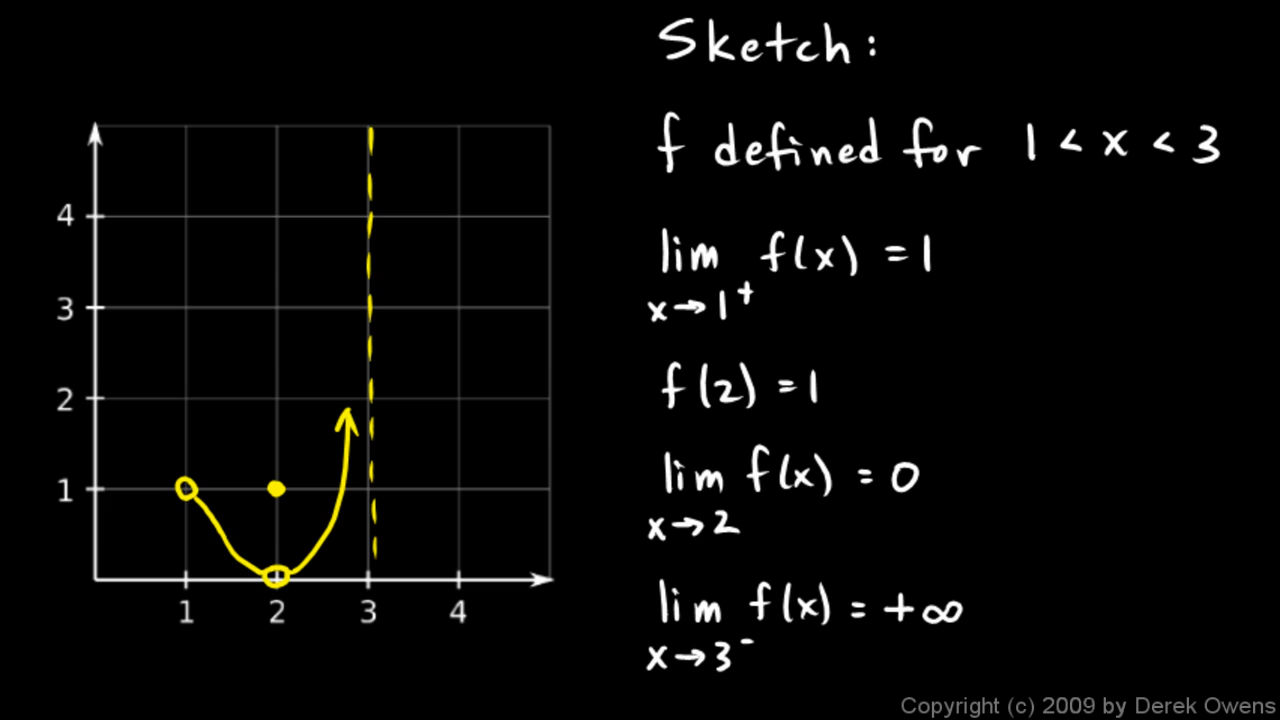 Sketch:
f defined for 1 < x < 3
lim f(x) = 1
x→1⁺
f(2) = 1
lim f(x) = 0
x→2
lim f(x) = +∞
x→3⁻
4
3
2
1
1 2 3 4
Copyright (c) 2009 by Derek Owens